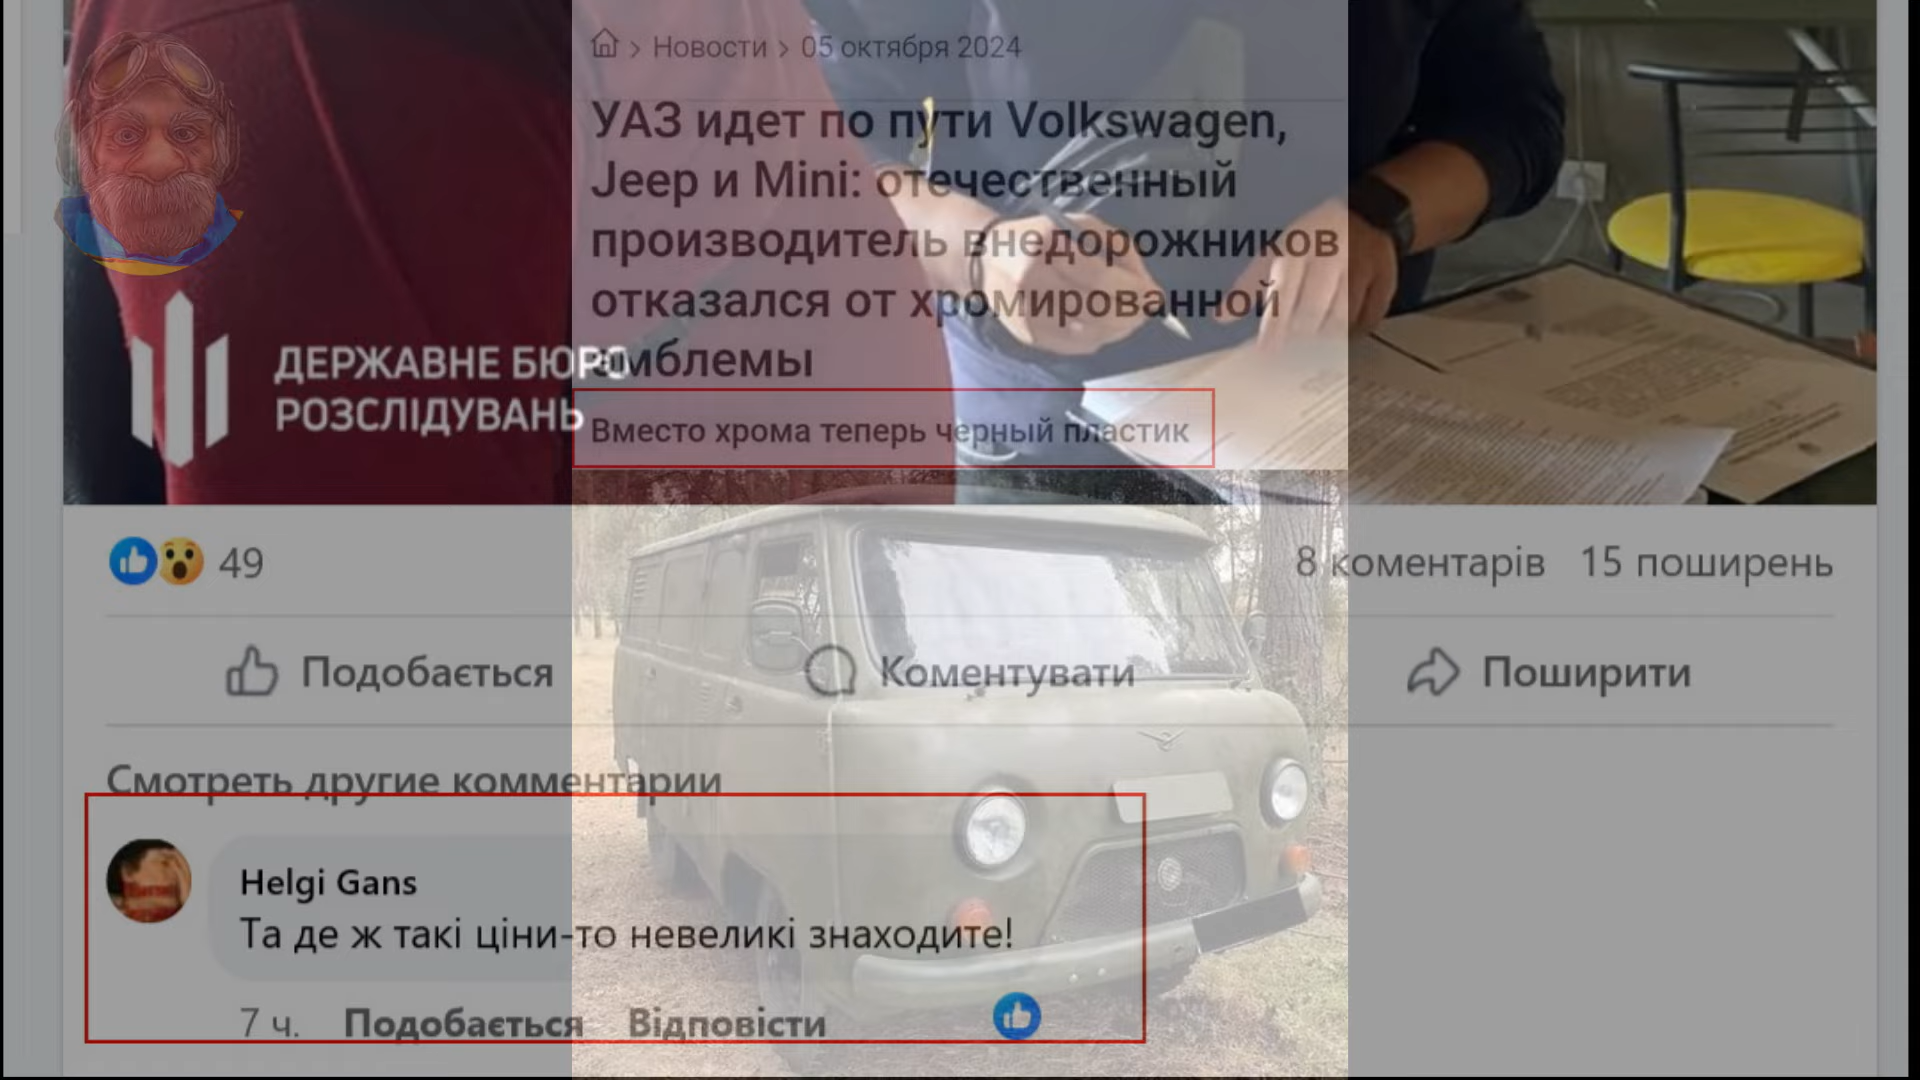 Новости > 05 октября 2024
УАЗ идет по пути Volkswagen,
Jeep и Mini: отечественный
производитель внедорожников
отказался от хромированной
эмблемы
Вместо хрома теперь черный пластик
ДЕРЖАВНЕ БЮРО
РОЗСЛІДУВАНЬ
49
8 коментарів 15 поширень
Подобається Коментувати Поширити
Смотреть другие комментарии
Helgi Gans
Та де ж такі ціни-то невеликі знаходите!
7 ч. Подобається Відповісти